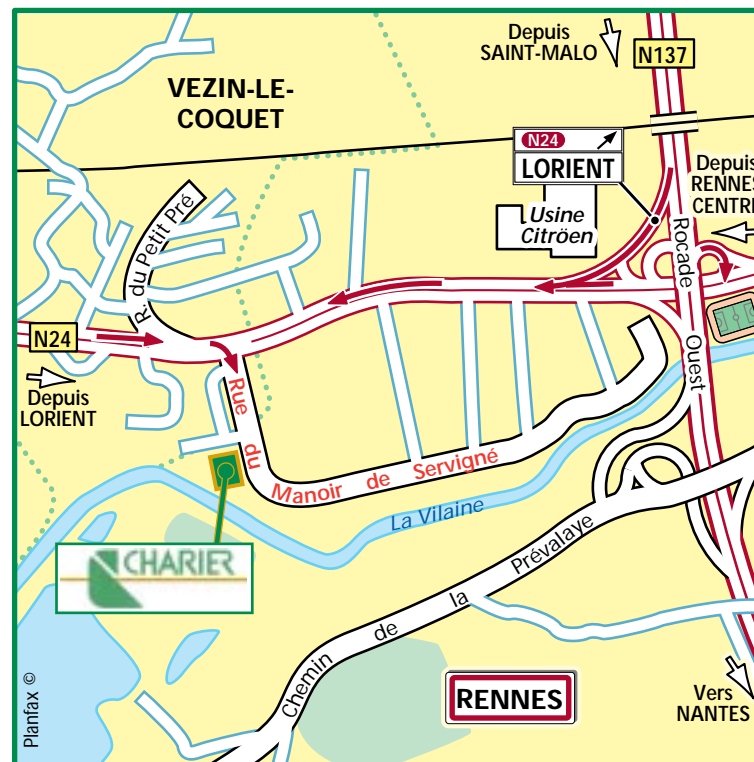 Depuis
SAINT-MALO
N137
VEZIN-LE-
COQUET
N24
LORIENT
Depuis
RENNES
CENTRE
Usine
Citröen
R. du Petit Pré
Rocade
Ouest
N24
Depuis
LORIENT
Rue du Manoir de Servigné
La Vilaine
CHARIER
Chemin de la Prévalaye
RENNES
Vers
NANTES
Planfax ©